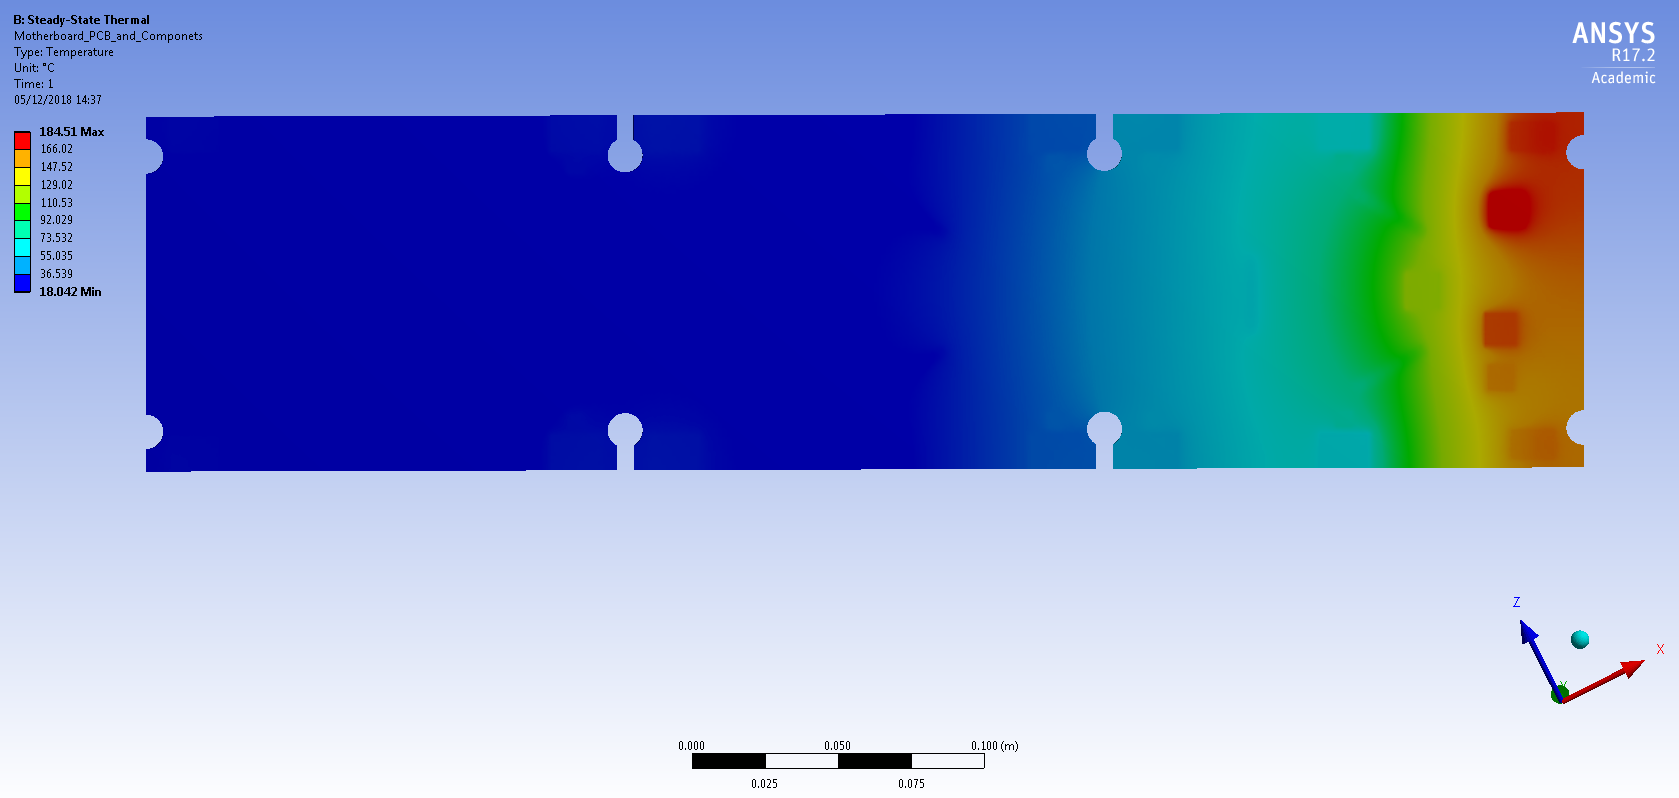 B: Steady-State Thermal
Motherboard_PCB_and_Componets
Type: Temperature
Unit: °C
Time: 1
05/12/2018 14:37
ANSYS
R17.2
Academic
184.51 Max
166.02
147.52
129.02
110.53
92.029
73.532
55.035
36.539
18.042 Min
Z
X
Y
0.000 0.050 0.100 (m)
0.025 0.075